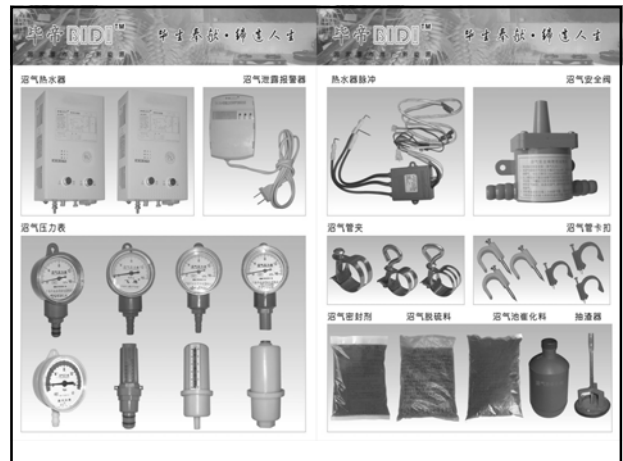 毕帝BIDI™
毕生奉献·缔造人生
沼气热水器
沼气泄露报警器
沼气压力表
毕帝BIDI™
毕生奉献·缔造人生
热水器脉冲
沼气安全阀
沼气管夹
沼气管卡扣
沼气密封剂
沼气脱硫料
沼气池催化料
抽渣器